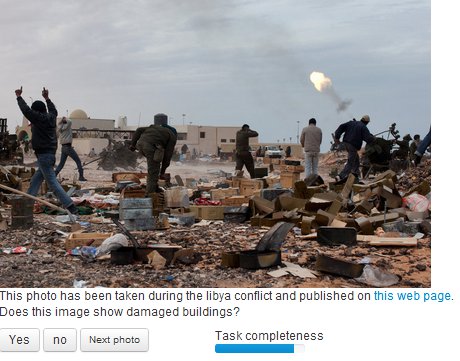 This photo has been taken during the libya conflict and published on this web page.
Does this image show damaged buildings?
Yes no Next photo Task completeness